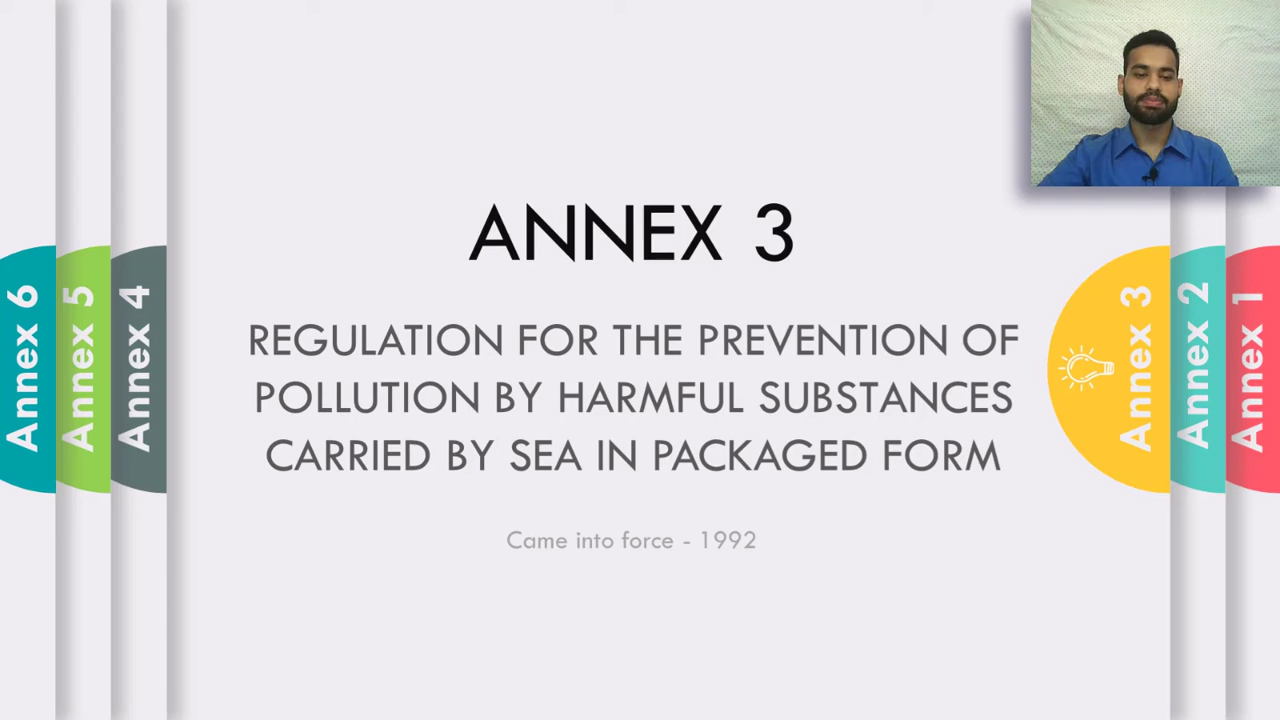 ANNEX 3
REGULATION FOR THE PREVENTION OF
POLLUTION BY HARMFUL SUBSTANCES
CARRIED BY SEA IN PACKAGED FORM
Came into force - 1992
Annex 6
Annex 5
Annex 4
Annex 3
Annex 2
Annex 1